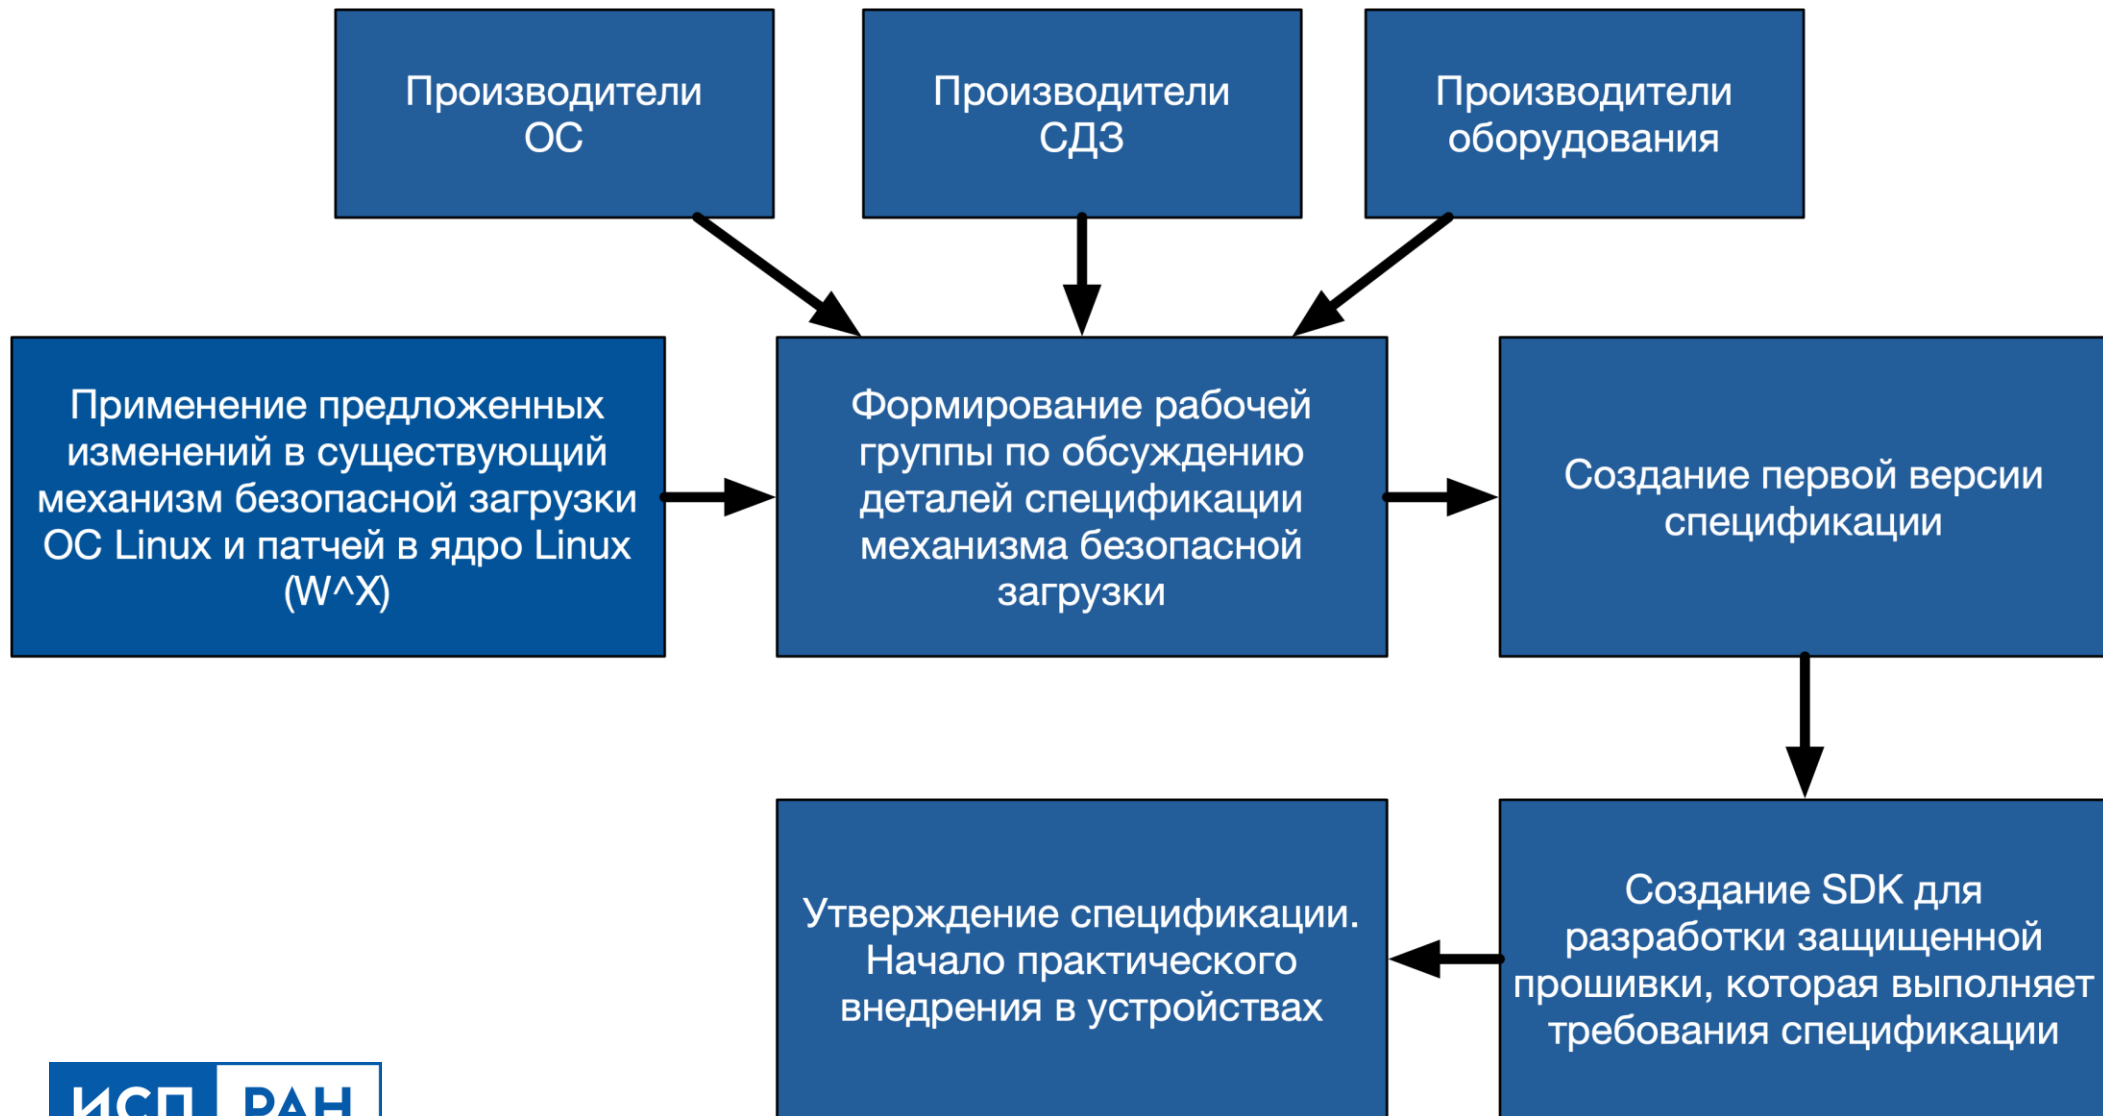 Производители
ОС
Производители
СДЗ
Производители
оборудования
Применение предложенных
изменений в существующий
механизм безопасной загрузки
ОС Linux и патчей в ядро Linux
(W^X)
Формирование рабочей
группы по обсуждению
деталей спецификации
механизма безопасной
загрузки
Создание первой версии
спецификации
Утверждение спецификации.
Начало практического
внедрения в устройствах
Создание SDK для
разработки защищенной
прошивки, которая выполняет
требования спецификации
ИСП РАН